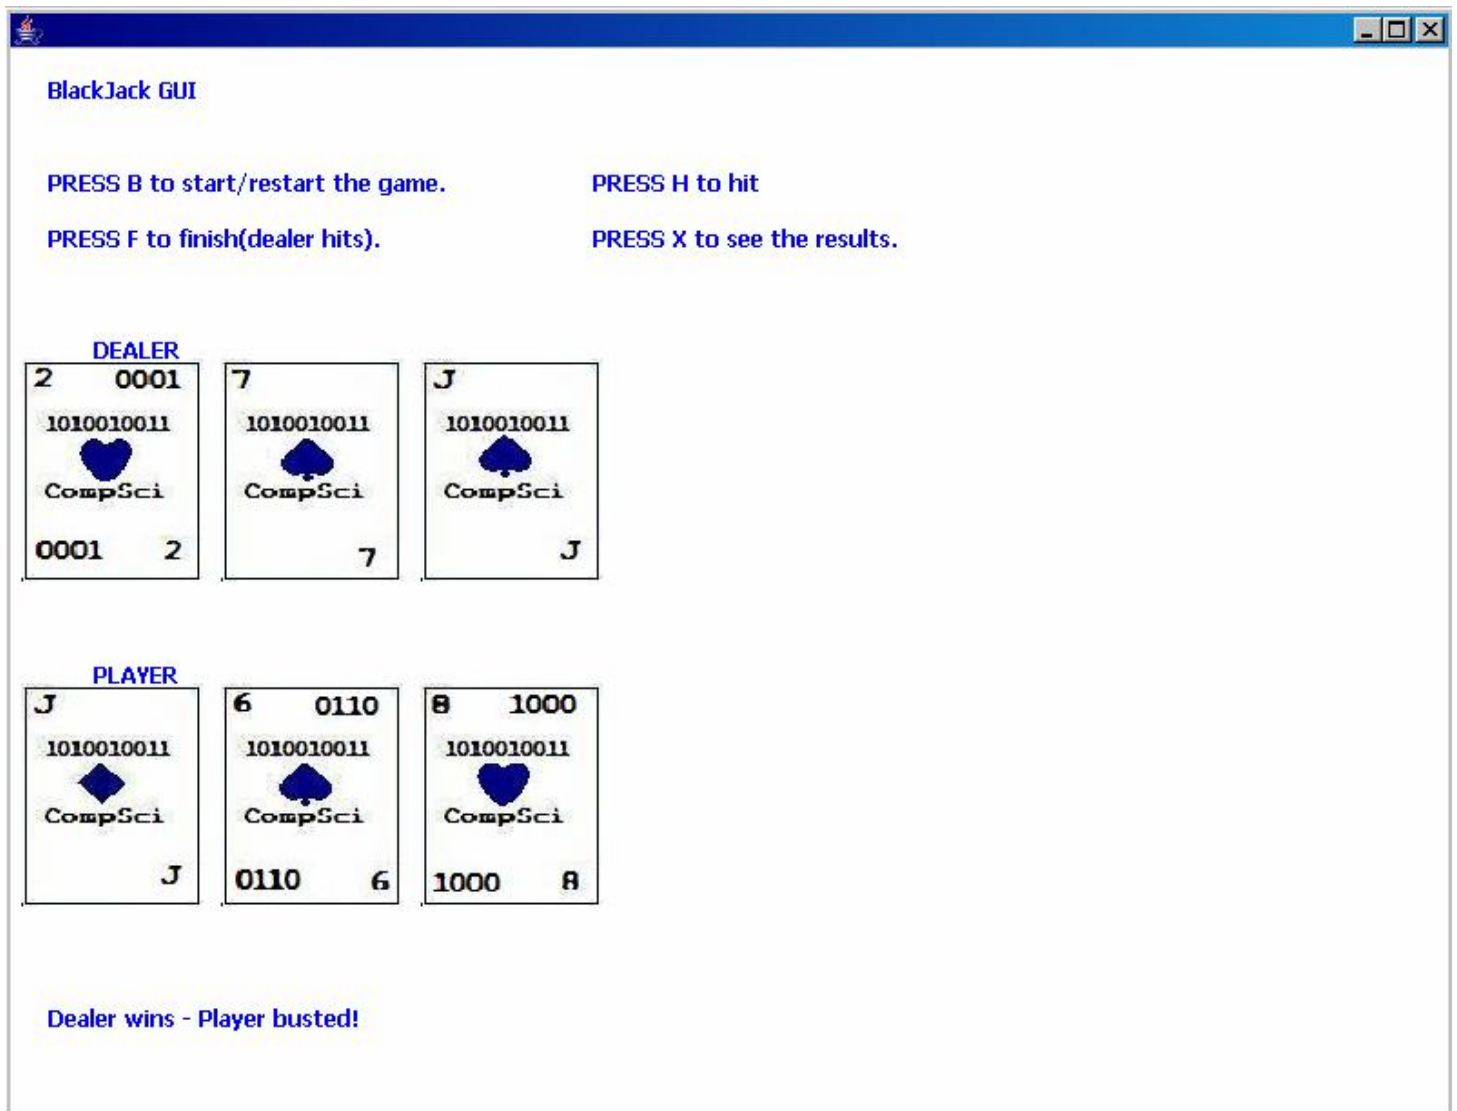 BlackJack GUI
PRESS B to start/restart the game. PRESS H to hit
PRESS F to finish(dealer hits). PRESS X to see the results.
DEALER
2 0001 7 J
1010010011 1010010011 1010010011
CompSci CompSci CompSci
0001 2 7 J
PLAYER
J 6 0110 8 1000
1010010011 1010010011 1010010011
CompSci CompSci CompSci
J 0110 6 1000 8
Dealer wins - Player busted!